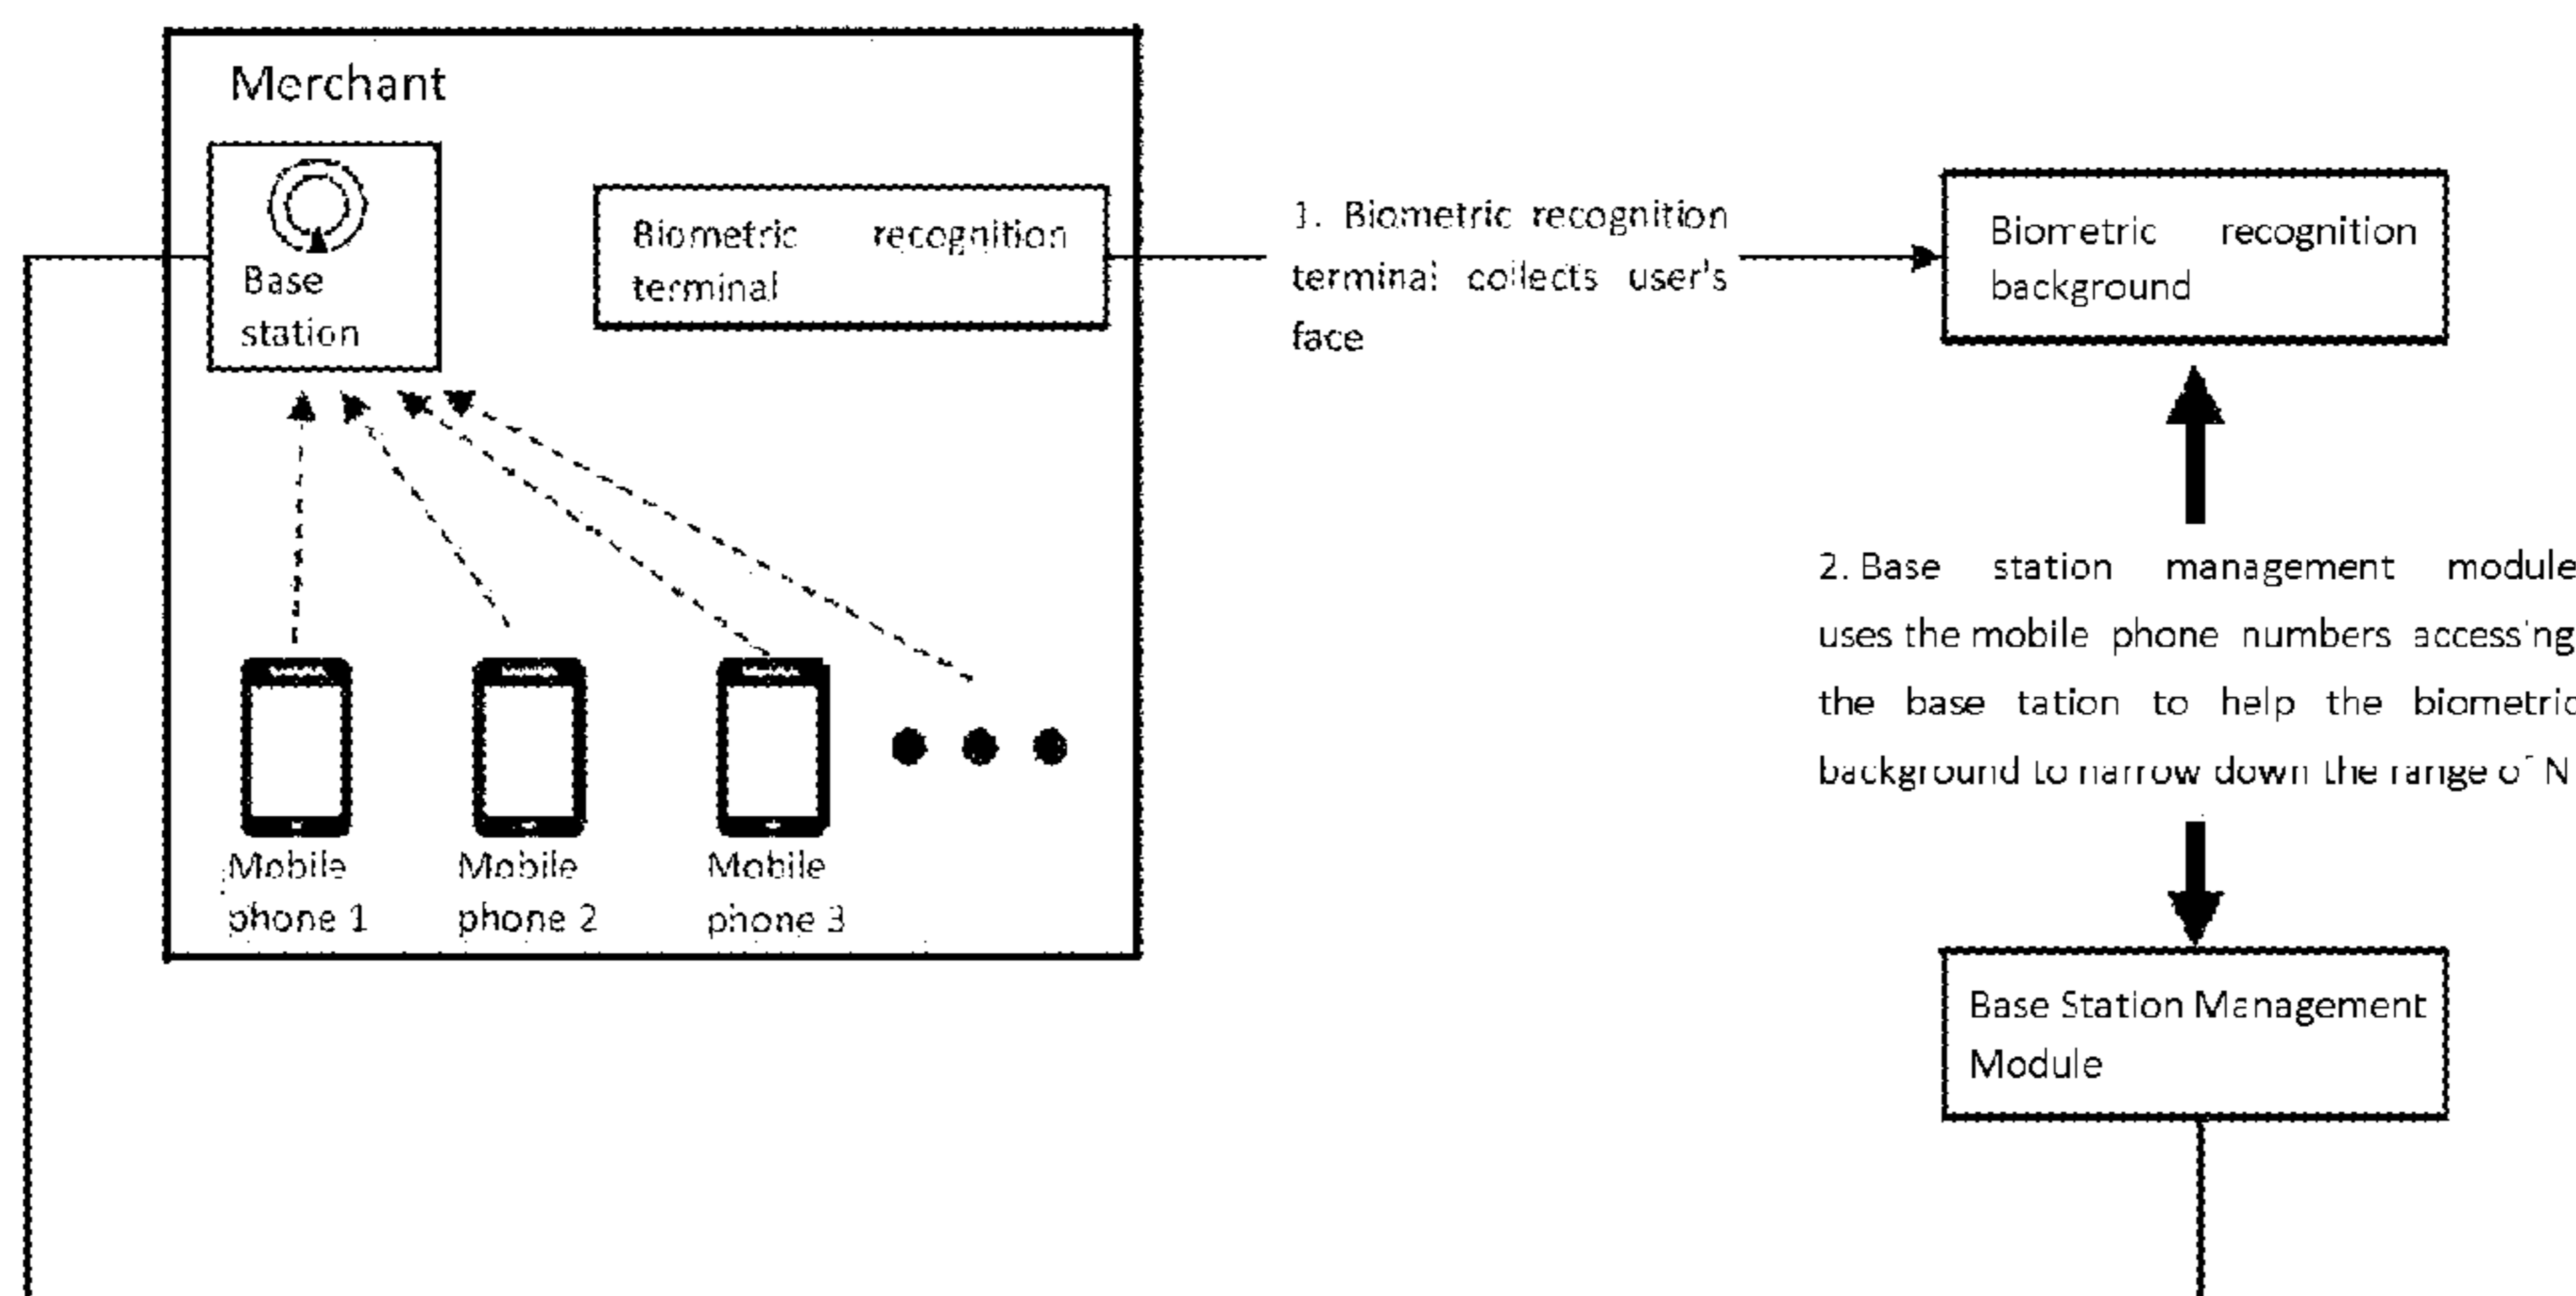 Merchant
Base
station
Biometric recognition
terminal
1. Biometric recognition
terminal collects user's
face
Biometric recognition
background
2. Base station management module
uses the mobile phone numbers accessing
the base tation to help the biometric
background to narrow down the range of N
Mobile
phone 1
Mobile
phone 2
Mobile
phone 3
Base Station Management
Module